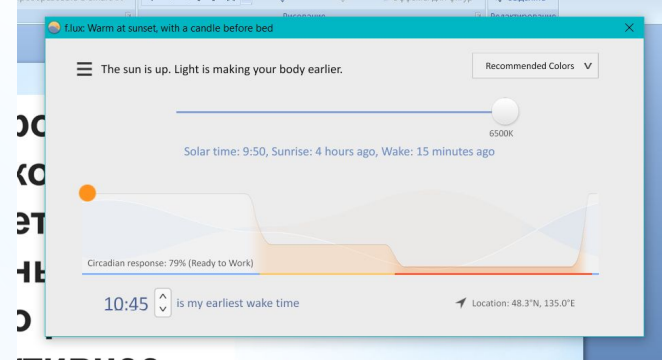 Рисование
Редактирование
f.lux: Warm at sunset, with a candle before bed
The sun is up. Light is making your body earlier.
Recommended Colors
6500K
Solar time: 9:50, Sunrise: 4 hours ago, Wake: 15 minutes ago
Circadian response: 79% (Ready to Work)
10:45 is my earliest wake time
Location: 48.3°N, 135.0°E